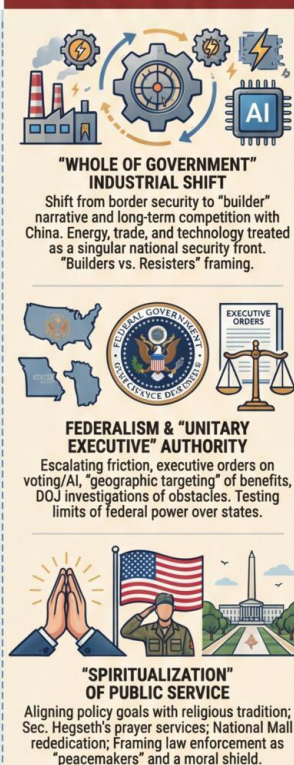 AI
"WHOLE OF GOVERNMENT"
INDUSTRIAL SHIFT
Shift from border security to "builder"
narrative and long-term competition with
China. Energy, trade, and technology treated
as a singular national security front.
"Builders vs. Resisters" framing.
FEDERAL GOVERN
EXECUTIVE
ORDERS
FEDERALISM & "UNITARY
EXECUTIVE" AUTHORITY
Escalating friction, executive orders on
voting/AI, "geographic targeting" of benefits,
DOJ investigations of obstacles. Testing
limits of federal power over states.
"SPIRITUALIZATION"
OF PUBLIC SERVICE
Aligning policy goals with religious tradition;
Sec. Hegseth's prayer services; National Mall
rededication; Framing law enforcement as
"peacemakers" and a moral shield.